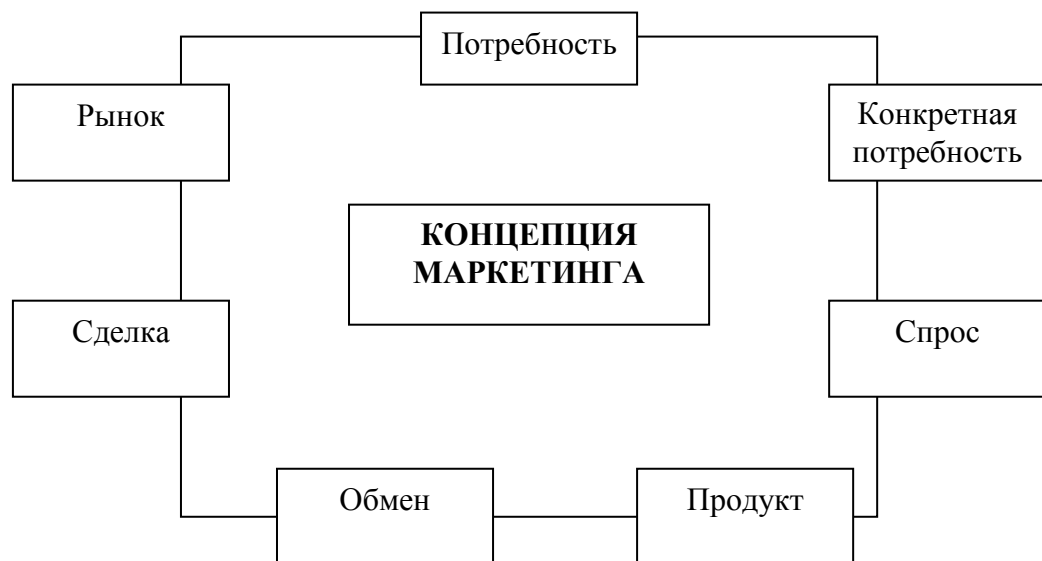 Потребность
Рынок
Конкретная
потребность
КОНЦЕПЦИЯ
МАРКЕТИНГА
Сделка
Спрос
Обмен
Продукт